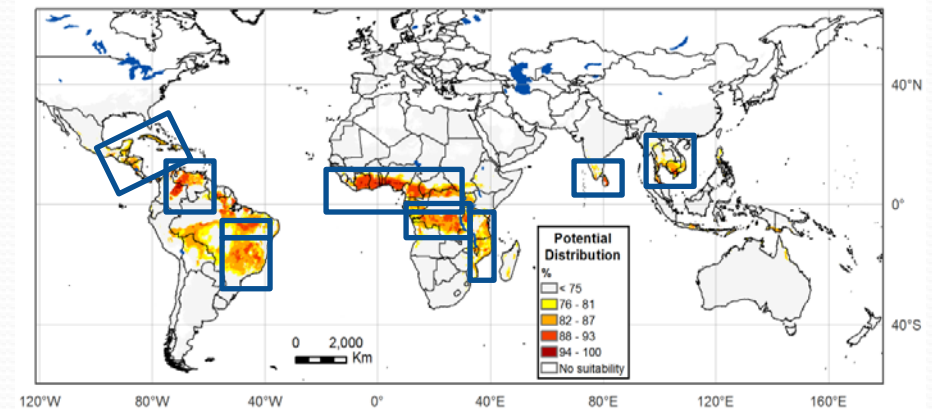 40°N
0°
40°S
Potential
Distribution
%
< 75
76 - 81
82 - 87
88 - 93
94 - 100
No suitability
0 2,000
Km
120°W 80°W 40°W 0° 40°E 80°E 120°E 160°E